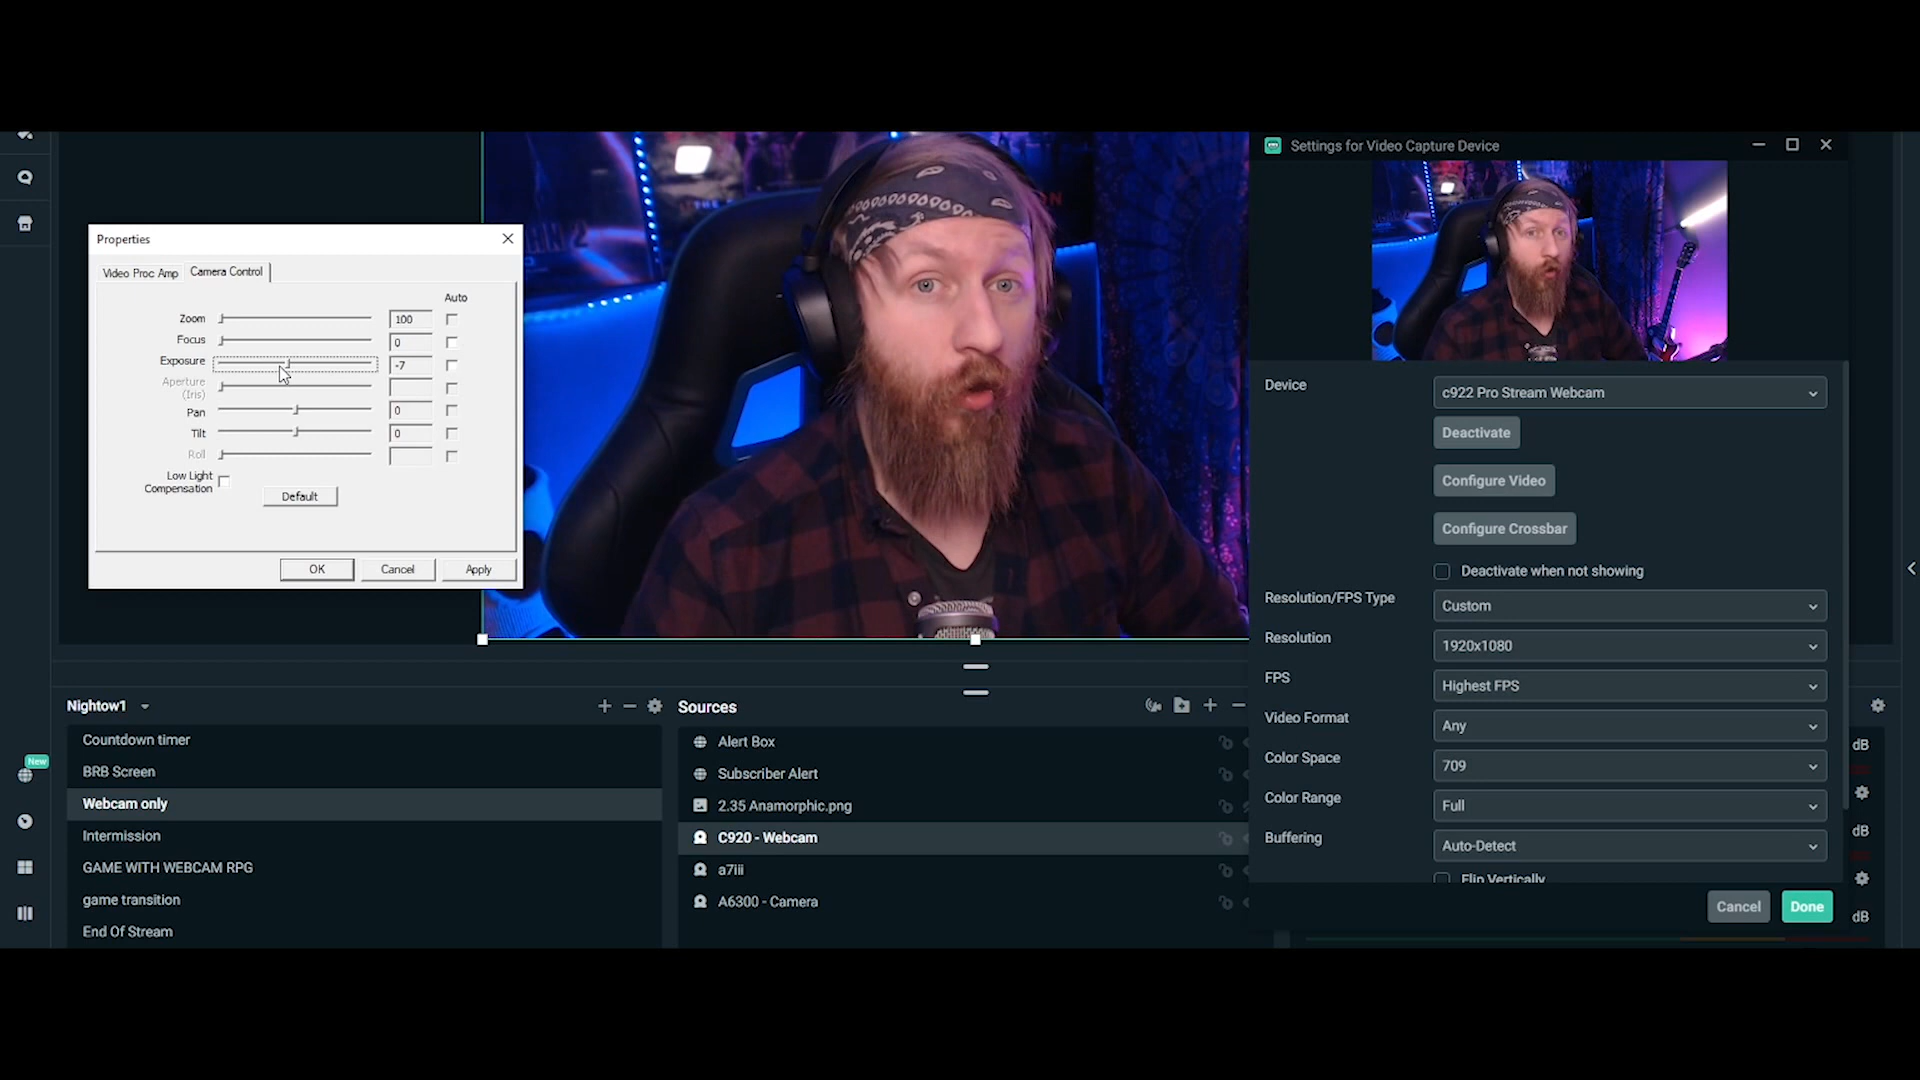 Settings for Video Capture Device
Properties
Video Proc Amp
Camera Control
Auto
Zoom
100
Focus
0
Exposure
-7
Aperture
(Iris)
Pan
0
Tilt
0
Roll
Low Light
Compensation
Default
OK
Cancel
Apply
Device
c922 Pro Stream Webcam
Deactivate
Configure Video
Configure Crossbar
Deactivate when not showing
Resolution/FPS Type
Custom
Resolution
1920x1080
FPS
Highest FPS
Video Format
Any
Color Space
709
Color Range
Full
Buffering
Auto-Detect
Flip Vertically
Cancel
Done
Nightow1
Countdown timer
BRB Screen
Webcam only
Intermission
GAME WITH WEBCAM RPG
game transition
End Of Stream
Sources
Alert Box
Subscriber Alert
2.35 Anamorphic.png
C920 - Webcam
a7iii
A6300 - Camera
New
dB
dB
dB